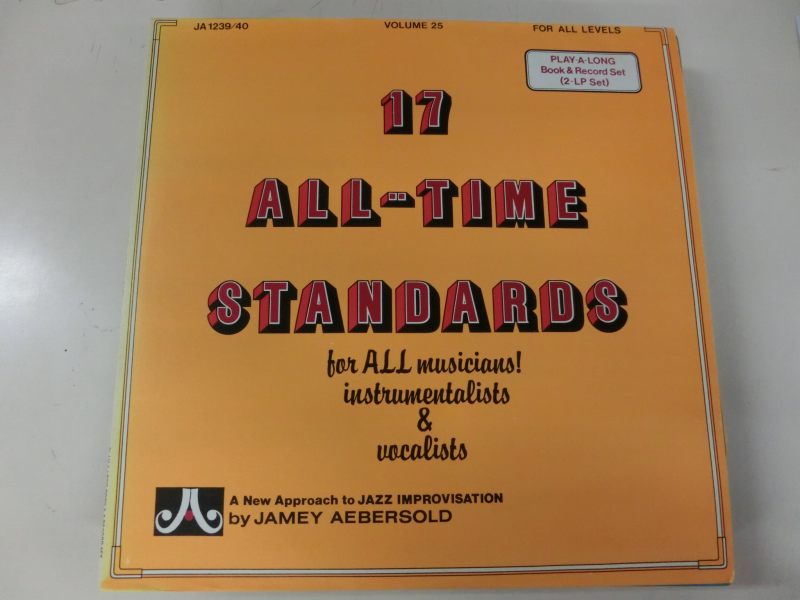 JA 1239/40 VOLUME 25 FOR ALL LEVELS
PLAY-A-LONG
Book & Record Set
(2-LP Set)
17
ALL-TIME
STANDARDS
for ALL musicians!
instrumentalists
&
vocalists
A New Approach to JAZZ IMPROVISATION
by JAMEY AEBERSOLD